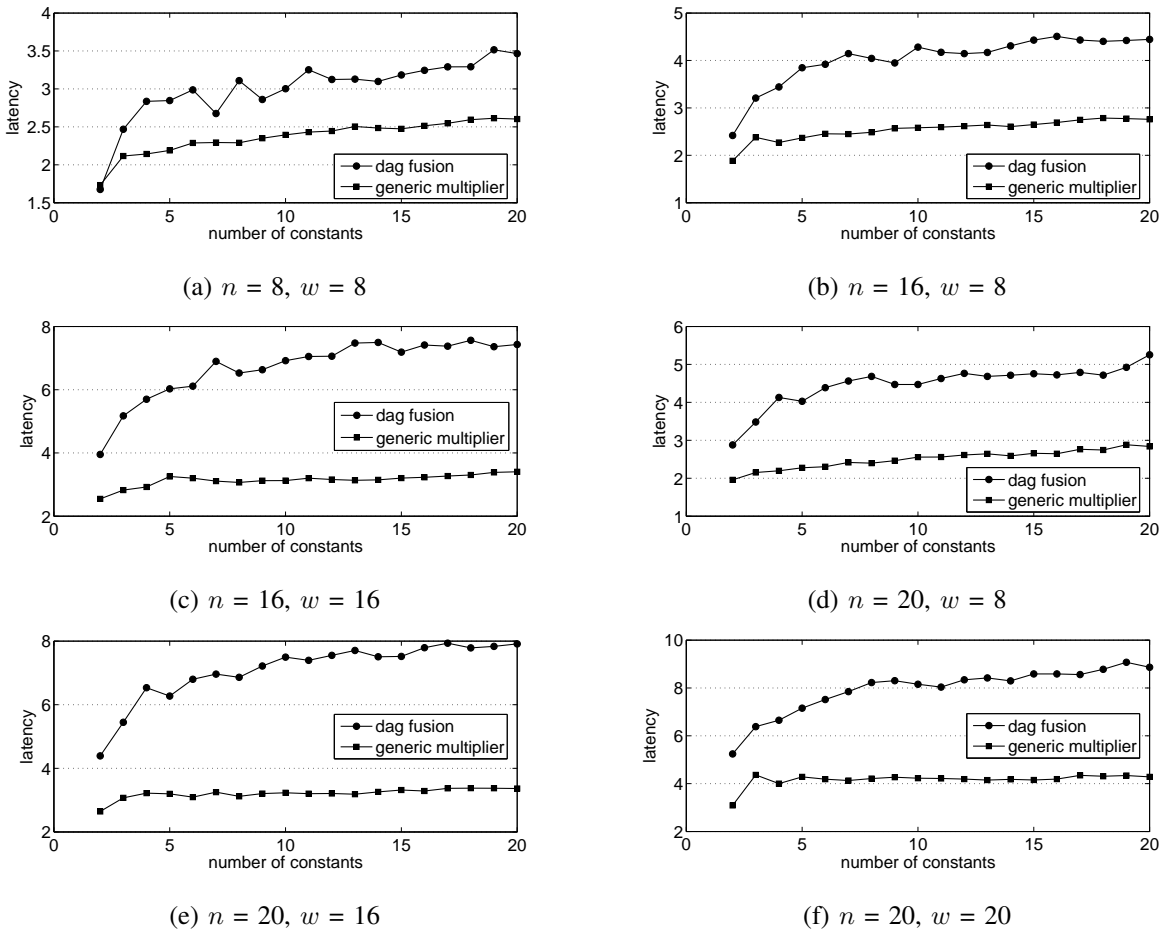 4
3.5
3
2.5
2
1.5
0 5 10 15 20
latency
number of constants
dag fusion
generic multiplier
(a) n = 8, w = 8
5
4
3
2
1
0 5 10 15 20
latency
number of constants
dag fusion
generic multiplier
(b) n = 16, w = 8
8
6
4
2
0 5 10 15 20
latency
number of constants
dag fusion
generic multiplier
(c) n = 16, w = 16
6
5
4
3
2
1
0 5 10 15 20
latency
number of constants
dag fusion
generic multiplier
(d) n = 20, w = 8
8
6
4
2
0 5 10 15 20
latency
number of constants
dag fusion
generic multiplier
(e) n = 20, w = 16
10
8
6
4
2
0 5 10 15 20
latency
number of constants
dag fusion
generic multiplier
(f) n = 20, w = 20